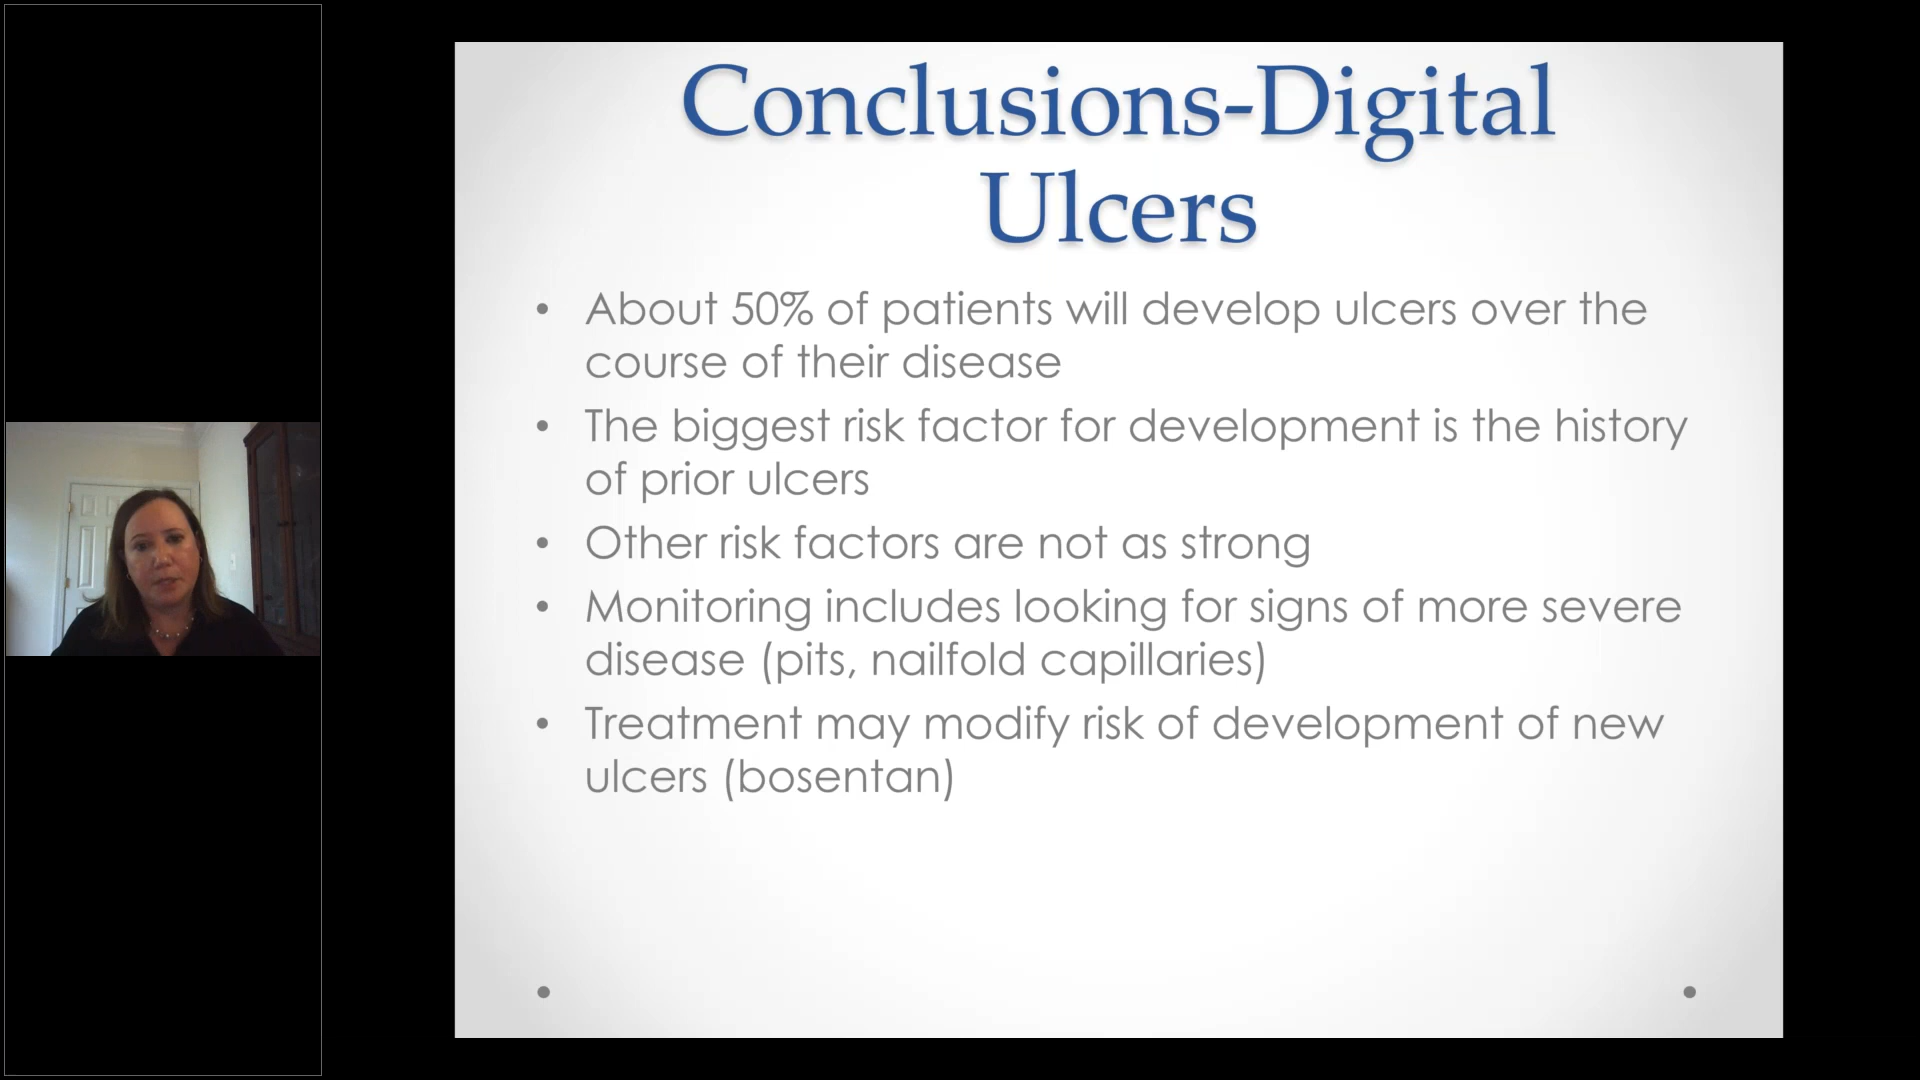 Conclusions-Digital
Ulcers
• About 50% of patients will develop ulcers over the
course of their disease
• The biggest risk factor for development is the history
of prior ulcers
• Other risk factors are not as strong
• Monitoring includes looking for signs of more severe
disease (pits, nailfold capillaries)
• Treatment may modify risk of development of new
ulcers (bosentan)